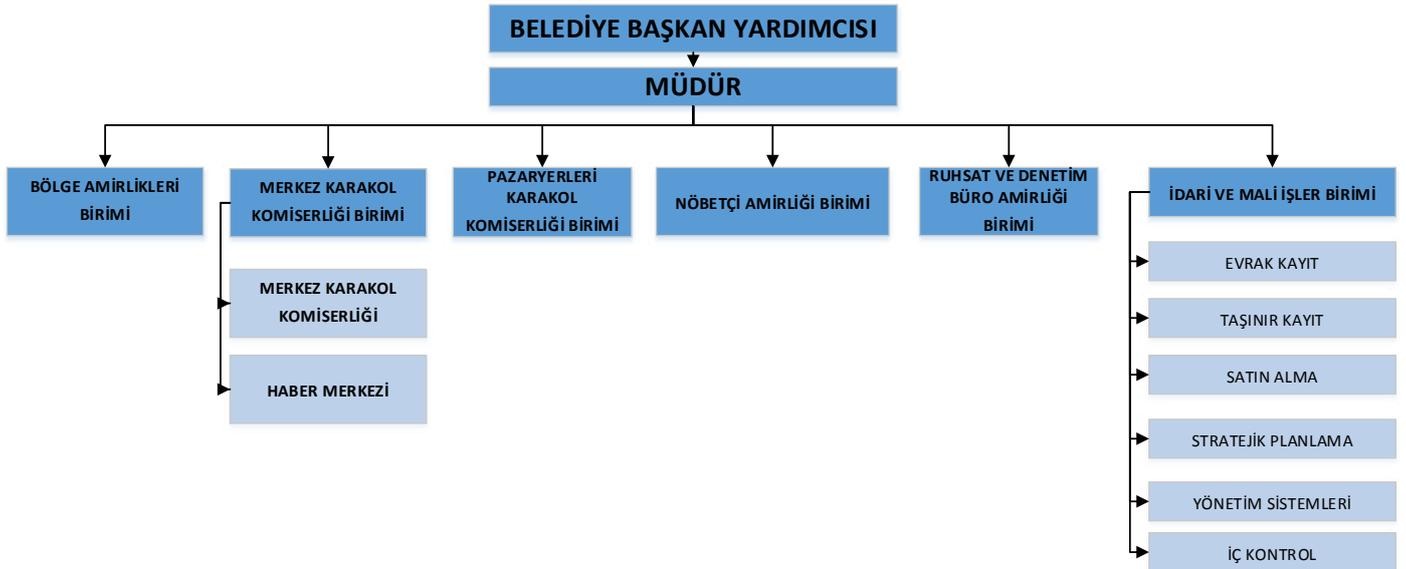 BELEDİYE BAŞKAN YARDIMCISI
MÜDÜR
BÖLGE AMİRLİKLERİ
BİRİMİ
MERKEZ KARAKOL
KOMİSERLİĞİ BİRİMİ
PAZARYERLERİ
KARAKOL
KOMİSERLİĞİ BİRİMİ
NÖBETÇİ AMİRLİĞİ BİRİMİ
RUHSAT VE DENETİM
BÜRO AMİRLİĞİ
BİRİMİ
İDARİ VE MALİ İŞLER BİRİMİ
MERKEZ KARAKOL
KOMİSERLİĞİ
HABER MERKEZİ
EVRAK KAYIT
TAŞINIR KAYIT
SATIN ALMA
STRATEJİK PLANLAMA
YÖNETİM SİSTEMLERİ
İÇ KONTROL